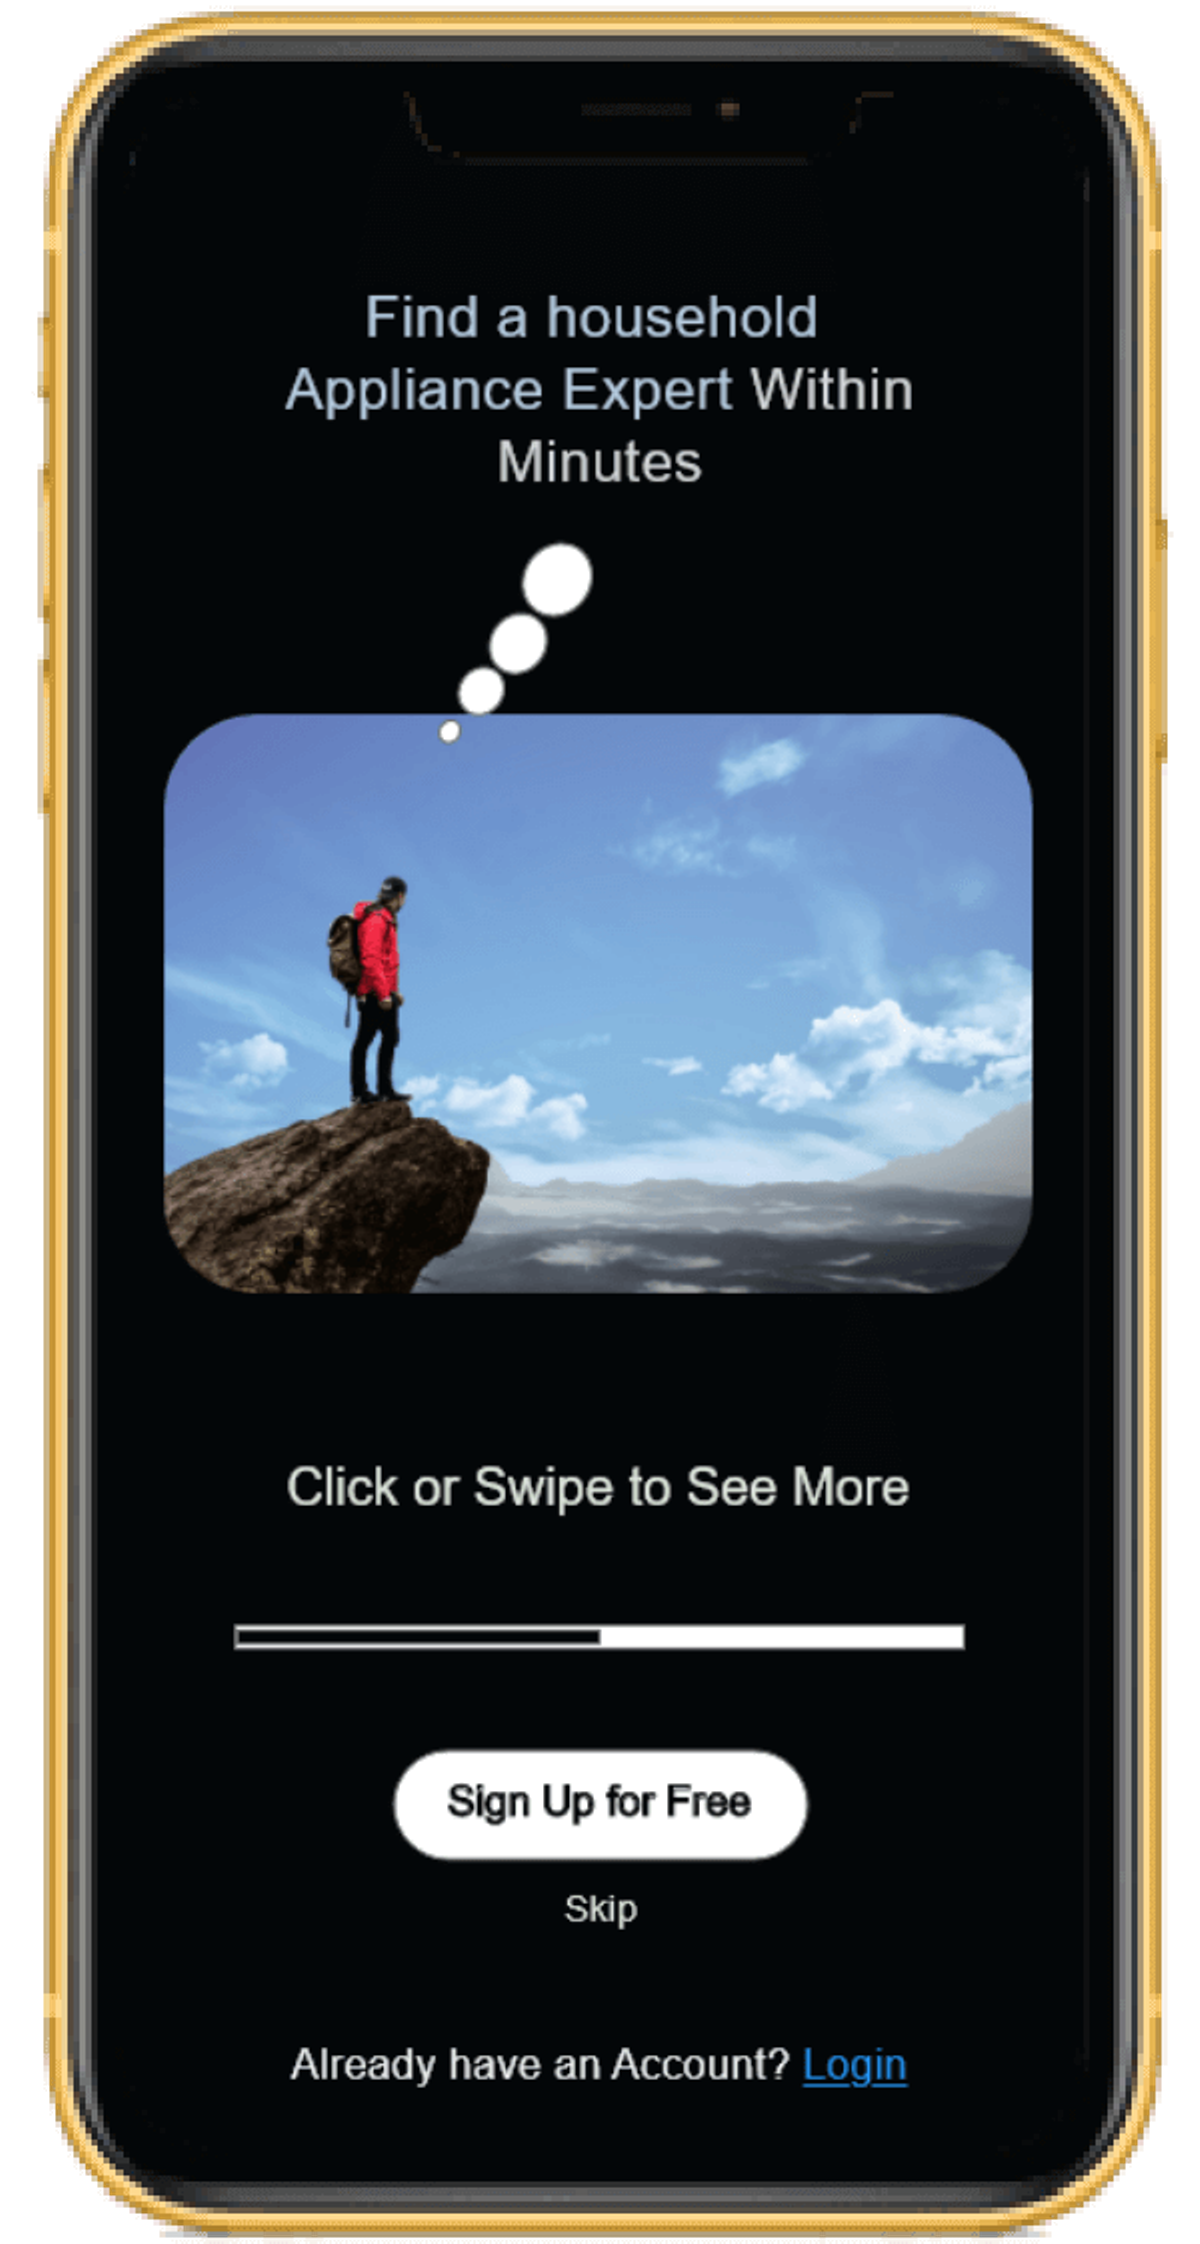 Find a household
Appliance Expert Within
Minutes
Click or Swipe to See More
Sign Up for Free
Skip
Already have an Account? Login